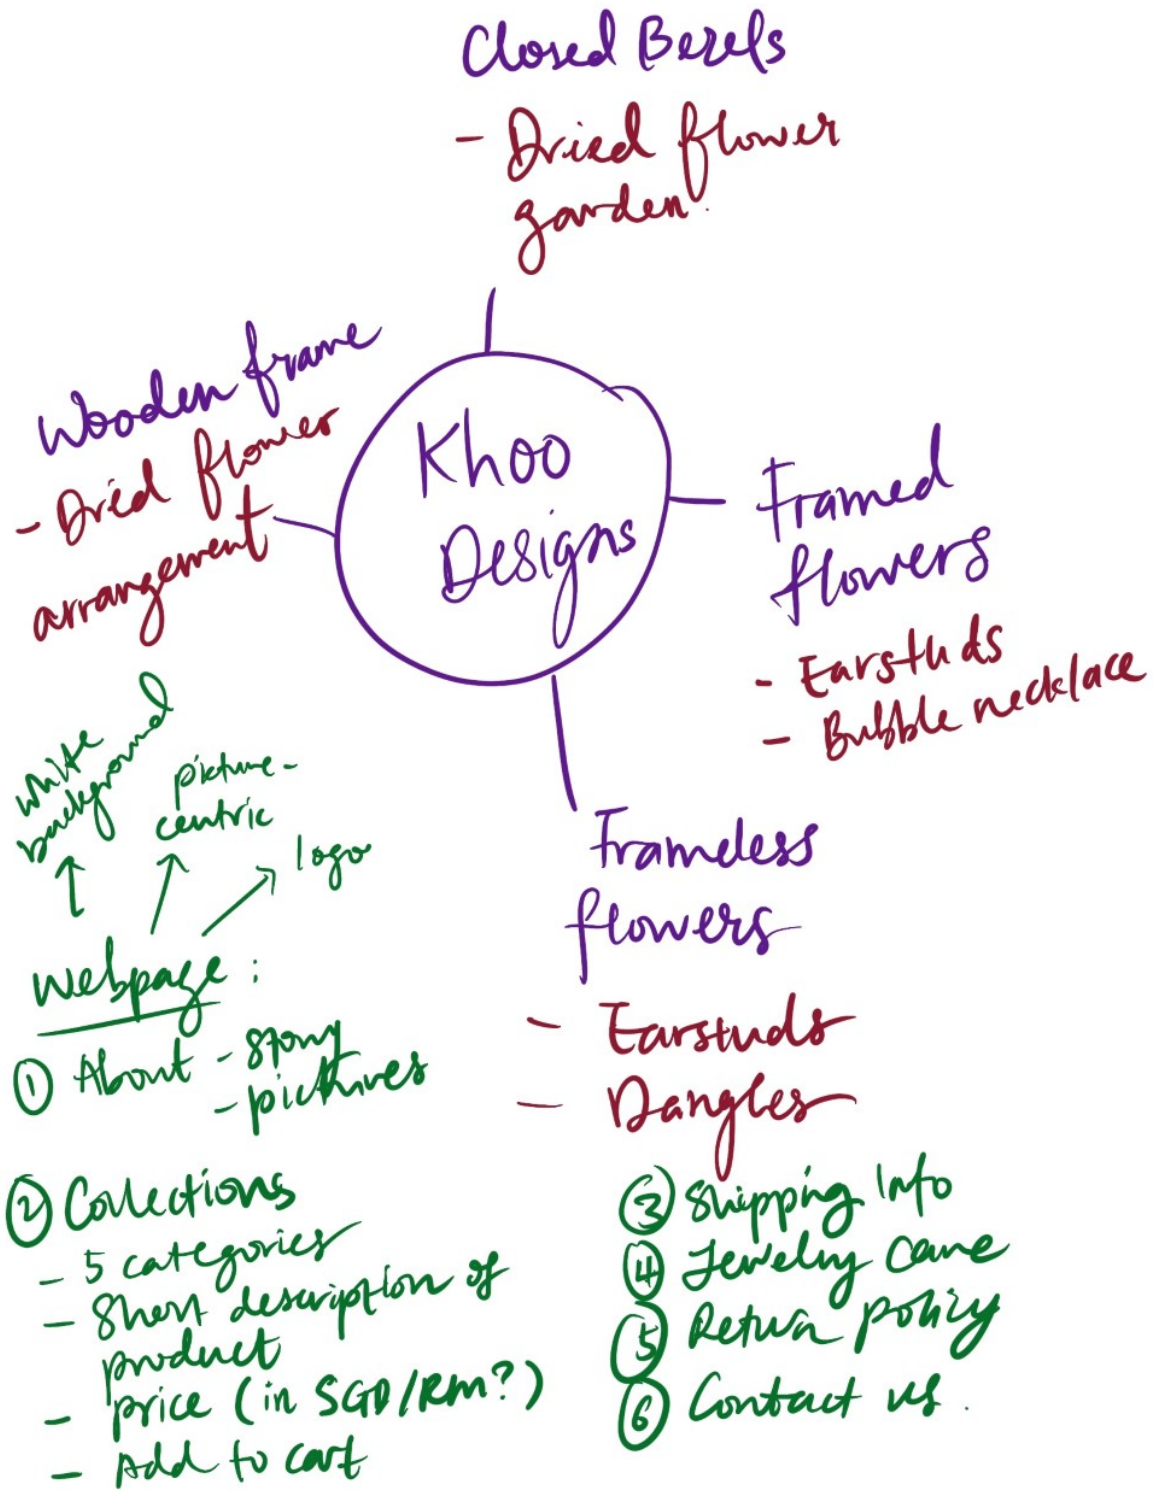 Closed Bezels
- Dried flower
garden.
Wooden frame
- Dried flower
arrangement
Khoo
Designs
Framed
flowers
- Earstuds
- Bubble necklace
Frameless
flowers
- Earstuds
- Dangles
white
background
picture-
centric
logo
Webpage :
① About - story
- pictures
② Collections
- 5 categories
- Short description of
product
- price (in SGD/RM?)
- Add to cart
③ Shipping Info
④ Jewelry care
⑤ Return policy
⑥ Contact us.